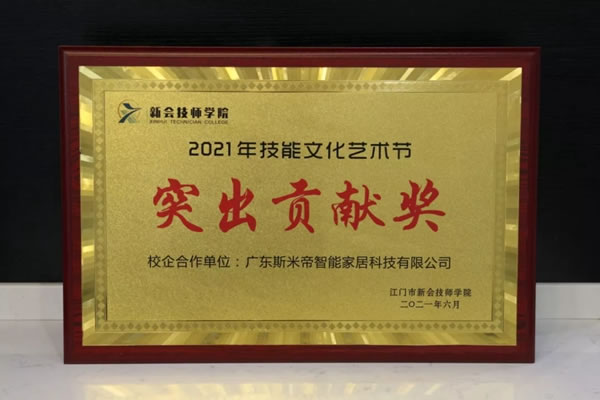 新会技师学院
XINHUI TECHNICIAN COLLEGE
2021年技能文化艺术节
突出贡献奖
校企合作单位：广东斯米帝智能家居科技有限公司
江门市新会技师学院
二〇二一年六月